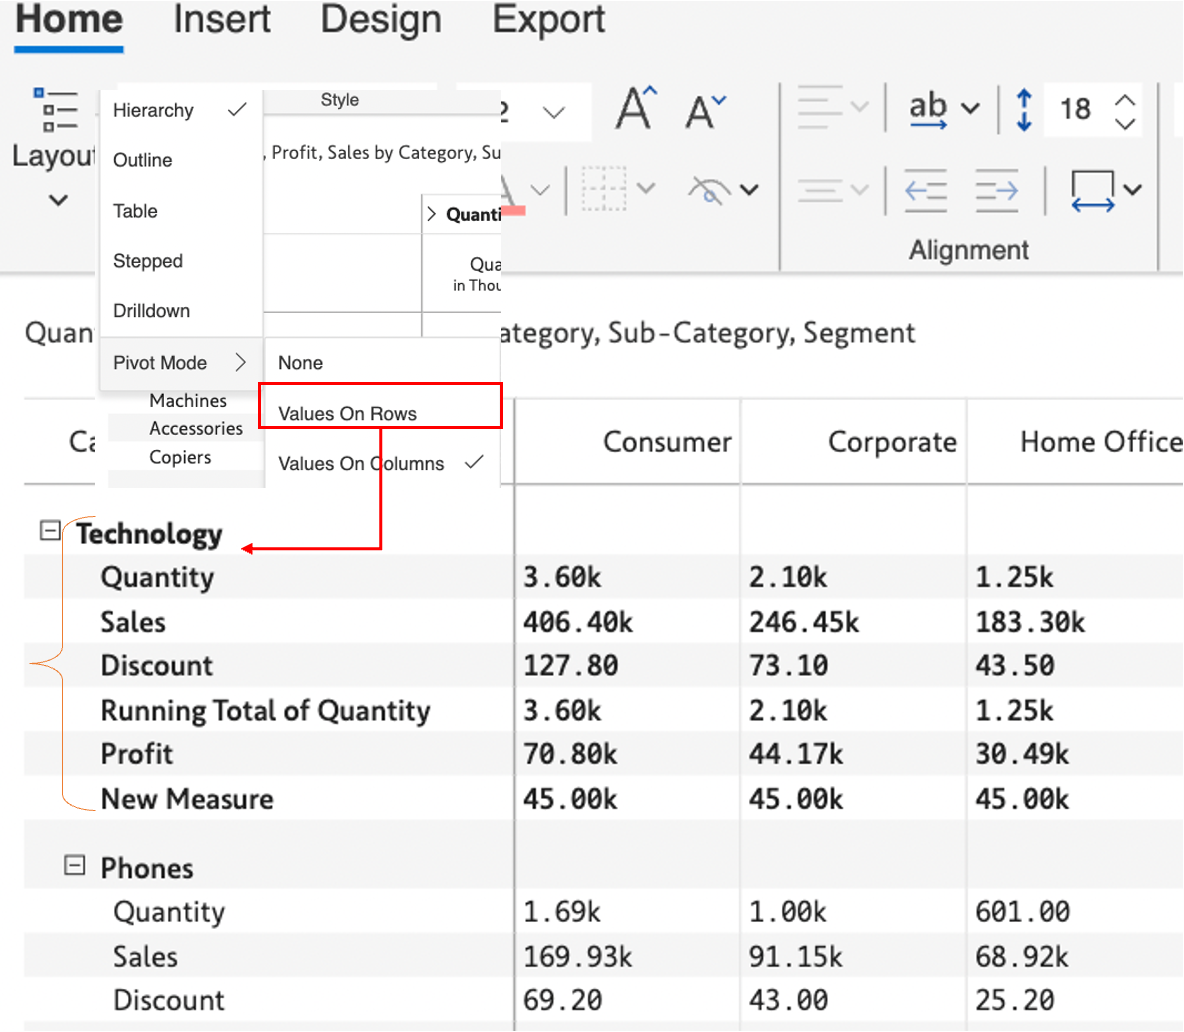 Home Insert Design Export
Layout
Hierarchy
Outline
Table
Stepped
Drilldown
Pivot Mode
None
Values On Rows
Values On Columns
Style
, Profit, Sales by Category, Su
Quanti
Qua
in Thou
Machines
Accessories
Copiers
2
ab
18
Alignment
Quan
ategory, Sub-Category, Segment
Ca Consumer Corporate Home Office
Technology
Quantity 3.60k 2.10k 1.25k
Sales 406.40k 246.45k 183.30k
Discount 127.80 73.10 43.50
Running Total of Quantity 3.60k 2.10k 1.25k
Profit 70.80k 44.17k 30.49k
New Measure 45.00k 45.00k 45.00k
Phones
Quantity 1.69k 1.00k 601.00
Sales 169.93k 91.15k 68.92k
Discount 69.20 43.00 25.20